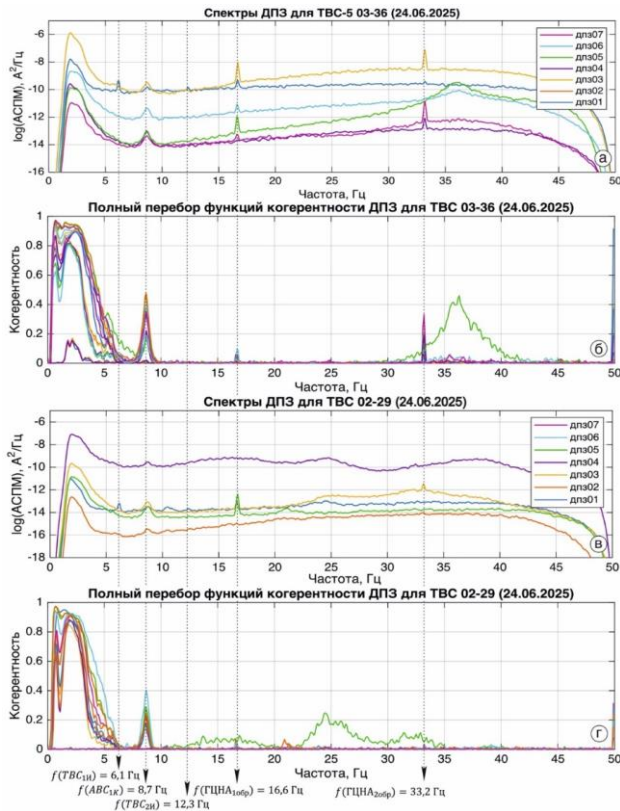 Спектры ДПЗ для ТВС-5 03-36 (24.06.2025)
log(АСПМ), А²/Гц
-6
-8
-10
-12
-14
-16
дпз07
дпз06
дпз05
дпз04
дпз03
дпз02
дпз01
а
0 5 10 15 20 25 30 35 40 45 50
Частота, Гц
Полный перебор функций когерентности ДПЗ для ТВС 03-36 (24.06.2025)
Когерентность
1
0.8
0.6
0.4
0.2
0
б
0 5 10 15 20 25 30 35 40 45 50
Частота, Гц
Спектры ДПЗ для ТВС 02-29 (24.06.2025)
log(АСПМ), А²/Гц
-6
-8
-10
-12
-14
-16
-18
дпз07
дпз06
дпз05
дпз04
дпз03
дпз02
дпз01
в
0 5 10 15 20 25 30 35 40 45 50
Частота, Гц
Полный перебор функций когерентности ДПЗ для ТВС 02-29 (24.06.2025)
Когерентность
1
0.8
0.6
0.4
0.2
0
г
0 5 10 15 20 25 30 35 40 45 50
Частота, Гц
f(ТВС1И) = 6,1 Гц
f(АВС1К) = 8,7 Гц
f(ТВС2И) = 12,3 Гц
f(ГЦНА1обр) = 16,6 Гц
f(ГЦНА2обр) = 33,2 Гц